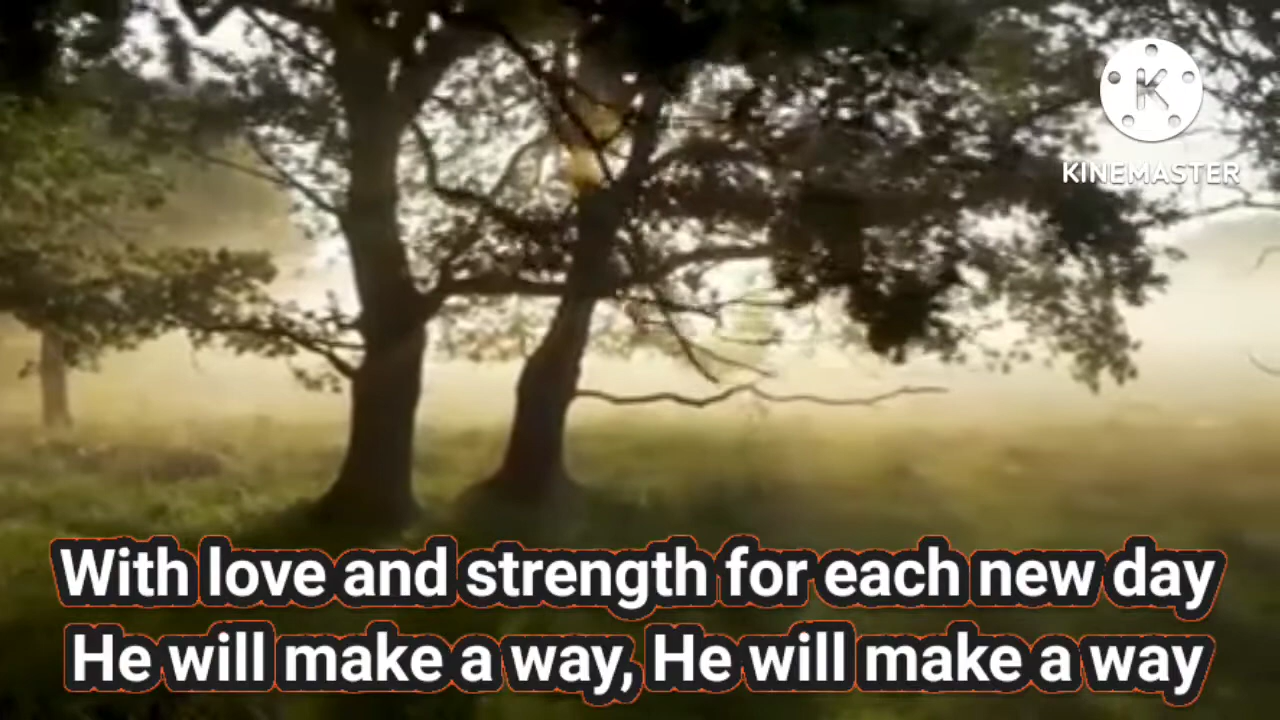 K
KINEMASTER
With love and strength for each new day
He will make a way, He will make a way